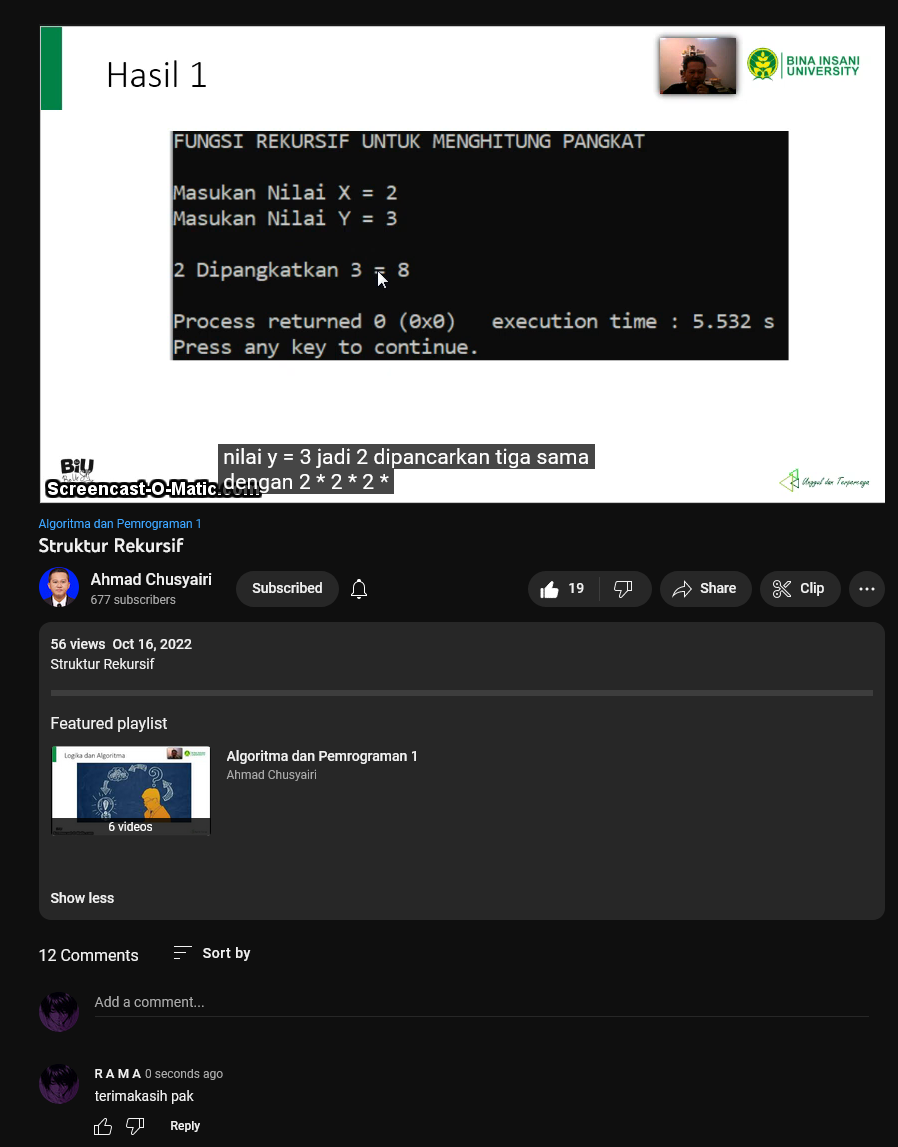 Hasil 1
BINA INSANI
UNIVERSITY
FUNGSI REKURSIF UNTUK MENGHITUNG PANGKAT
Masukan Nilai X = 2
Masukan Nilai Y = 3
2 Dipangkatkan 3 = 8
Process returned 0 (0x0)   execution time : 5.532 s
Press any key to continue.
nilai y = 3 jadi 2 dipancarkan tiga sama
dengan 2 * 2 * 2 *
BiU
Screencast-O-Matic.com
Unggul dan Terpercaya
Algoritma dan Pemrograman 1
Struktur Rekursif
Ahmad Chusyairi
677 subscribers
Subscribed
19
Share
Clip
56 views  Oct 16, 2022
Struktur Rekursif
Featured playlist
Logika dan Algoritma
6 videos
Algoritma dan Pemrograman 1
Ahmad Chusyairi
Show less
12 Comments
Sort by
Add a comment...
R A M A 0 seconds ago
terimakasih pak
Reply